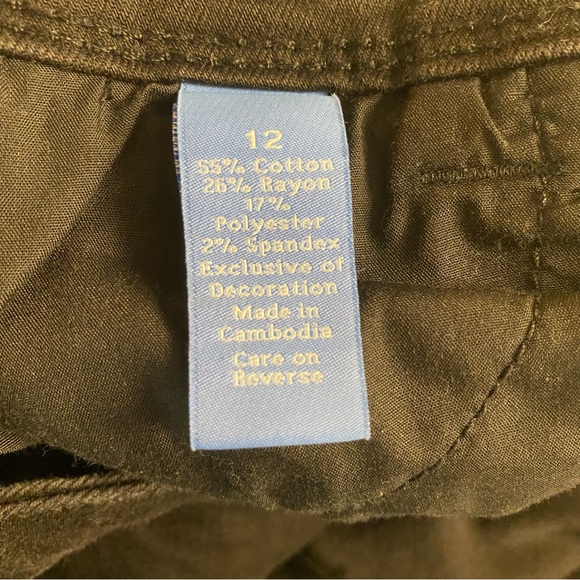 12
55% Cotton
26% Rayon
17%
Polyester
2% Spandex
Exclusive of
Decoration
Made in
Cambodia
Care on
Reverse